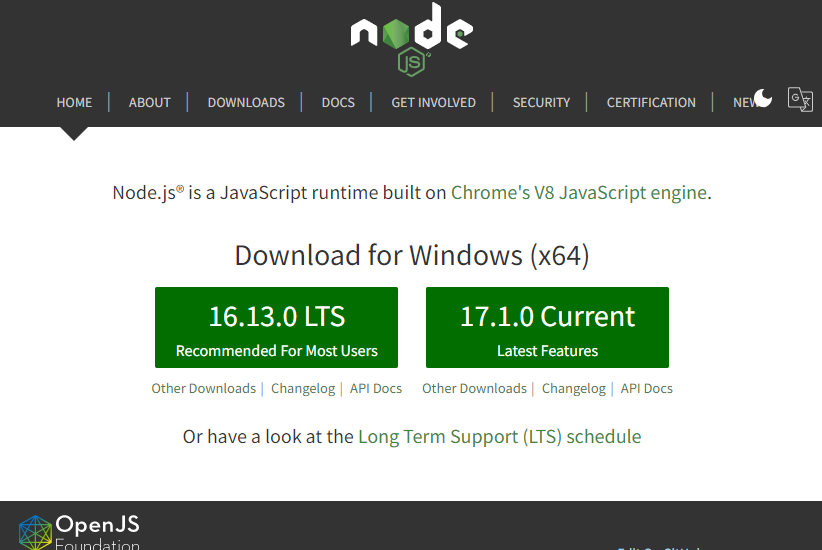 node
JS
HOME | ABOUT | DOWNLOADS | DOCS | GET INVOLVED | SECURITY | CERTIFICATION | NEW
Node.js® is a JavaScript runtime built on Chrome's V8 JavaScript engine.
Download for Windows (x64)
16.13.0 LTS
Recommended For Most Users
17.1.0 Current
Latest Features
Other Downloads | Changelog | API Docs
Other Downloads | Changelog | API Docs
Or have a look at the Long Term Support (LTS) schedule
OpenJS
Foundation